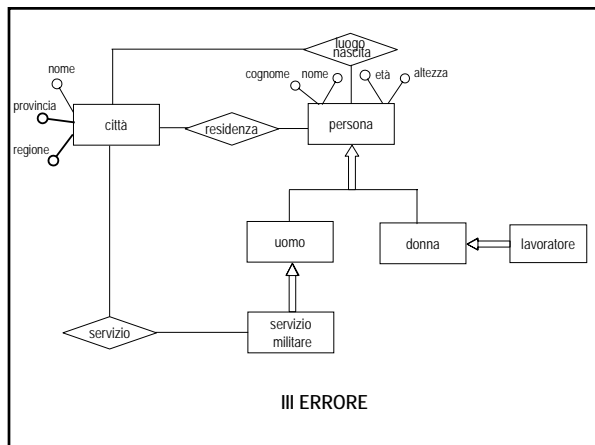 luogo
nascita
nome
cognome nome
età
altezza
provincia
città
residenza
persona
regione
uomo
donna
lavoratore
servizio
servizio
militare
III ERRORE